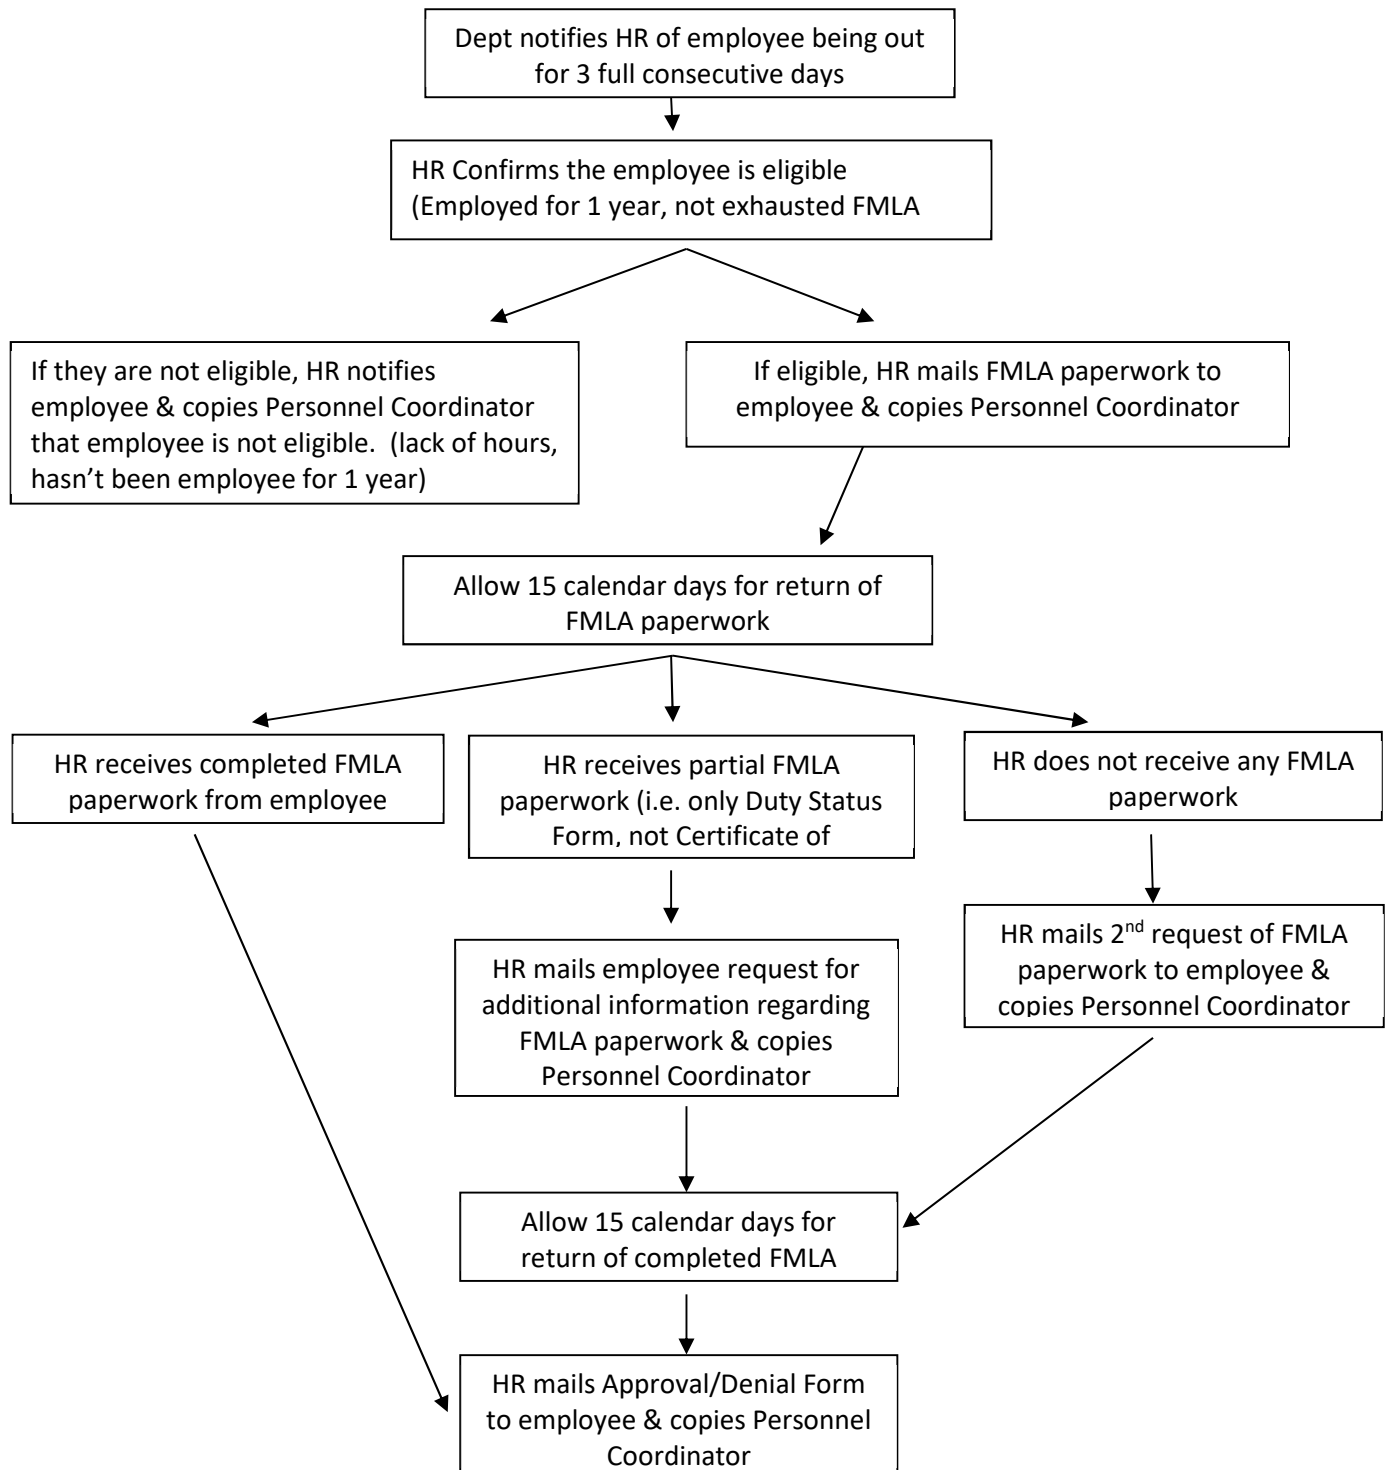 Dept notifies HR of employee being out
for 3 full consecutive days
HR Confirms the employee is eligible
(Employed for 1 year, not exhausted FMLA
If they are not eligible, HR notifies
employee & copies Personnel Coordinator
that employee is not eligible.  (lack of hours,
hasn’t been employee for 1 year)
If eligible, HR mails FMLA paperwork to
employee & copies Personnel Coordinator
Allow 15 calendar days for return of
FMLA paperwork
HR receives completed FMLA
paperwork from employee
HR receives partial FMLA
paperwork (i.e. only Duty Status
Form, not Certificate of
HR does not receive any FMLA
paperwork
HR mails employee request for
additional information regarding
FMLA paperwork & copies
Personnel Coordinator
HR mails 2nd request of FMLA
paperwork to employee &
copies Personnel Coordinator
Allow 15 calendar days for
return of completed FMLA
HR mails Approval/Denial Form
to employee & copies Personnel
Coordinator